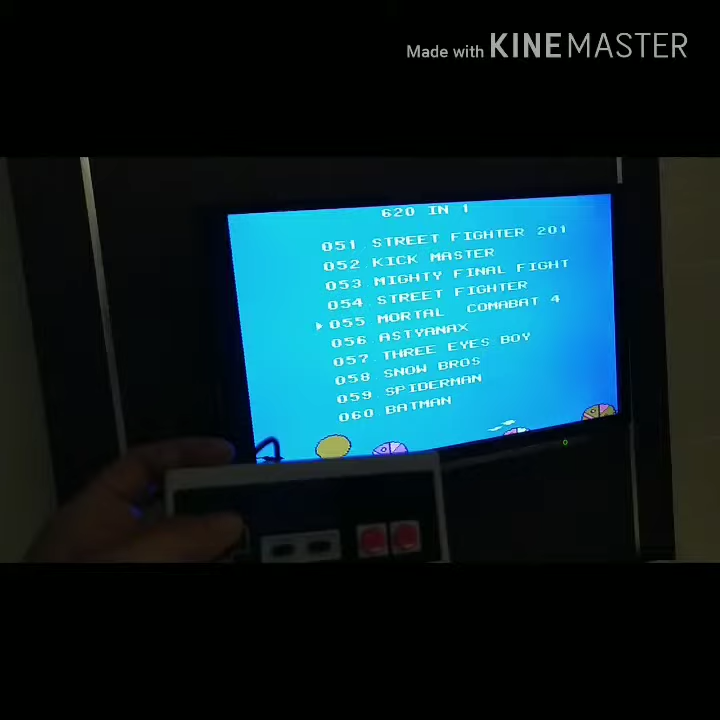 Made with KINEMASTER
620 IN 1
051.STREET FIGHTER 201
052.KICK MASTER
053.MIGHTY FINAL FIGHT
054.STREET FIGHTER
055 MORTAL COMABAT 4
056.ASTYANAX
057.THREE EYES BOY
058.SNOW BROS
059.SPIDERMAN
060.BATMAN